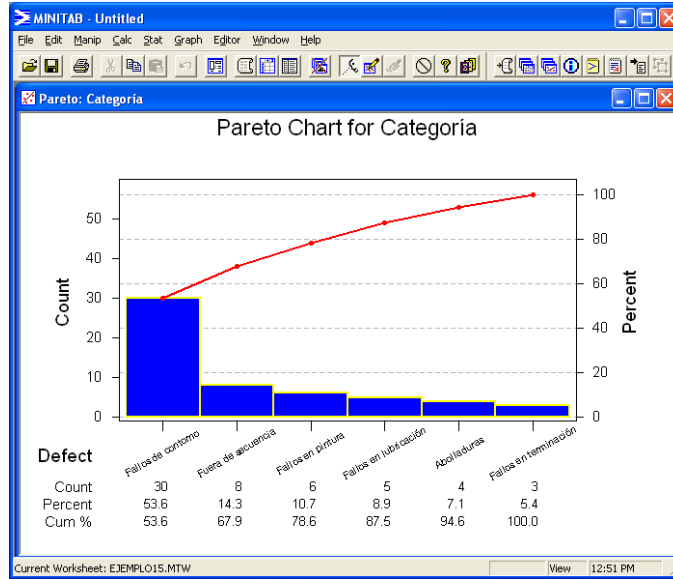 MINITAB - Untitled
File Edit Manip Calc Stat Graph Editor Window Help
Pareto: Categoría
Pareto Chart for Categoría
50
40
30
20
10
0
Count
100
80
60
40
20
0
Percent
Defect
Fallos de contorno
Fuera de secuencia
Fallos en pintura
Fallos en lubricación
Abolladuras
Fallos en terminación
Count 30 8 6 5 4 3
Percent 53.6 14.3 10.7 8.9 7.1 5.4
Cum % 53.6 67.9 78.6 87.5 94.6 100.0
Current Worksheet: EJEMPLO15.MTW View 12:51 PM